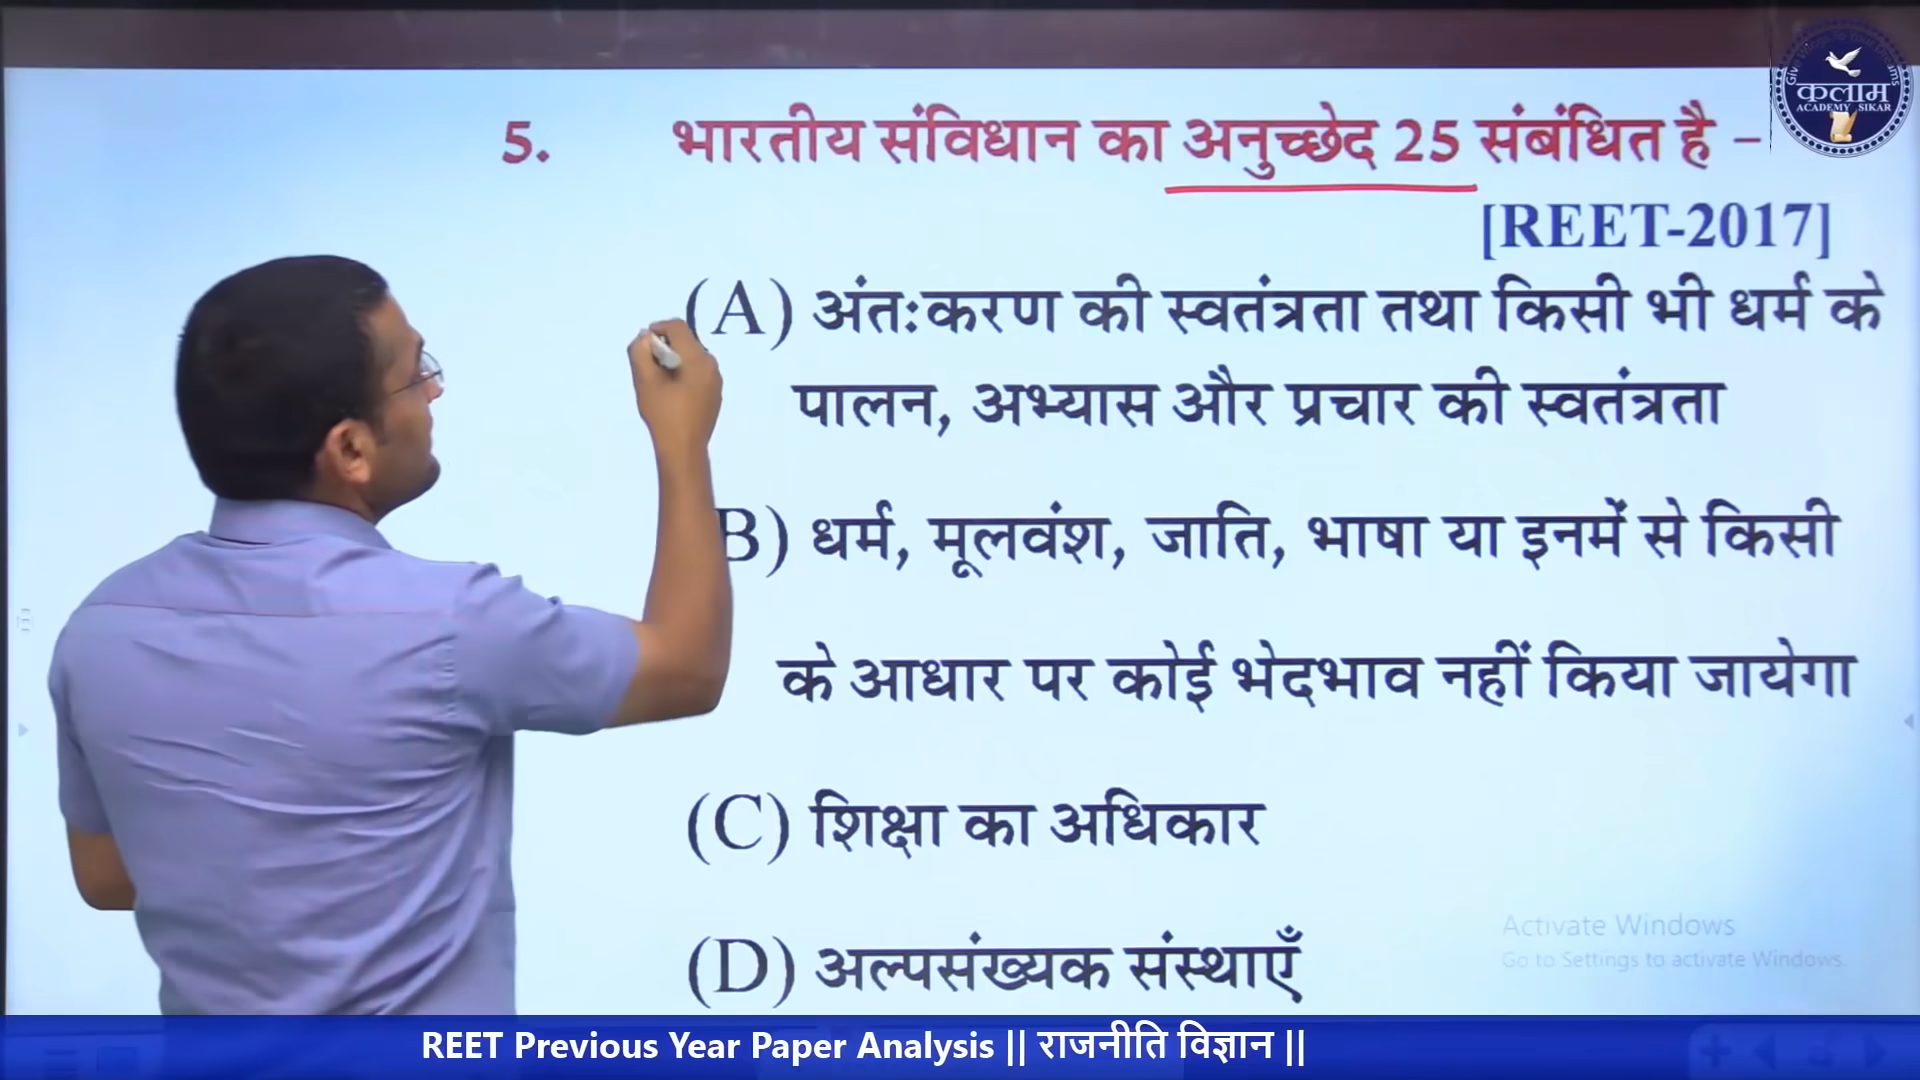 5. भारतीय संविधान का अनुच्छेद 25 संबंधित है –
[REET-2017]
(A) अंतःकरण की स्वतंत्रता तथा किसी भी धर्म के
पालन, अभ्यास और प्रचार की स्वतंत्रता
B) धर्म, मूलवंश, जाति, भाषा या इनमें से किसी
के आधार पर कोई भेदभाव नहीं किया जायेगा
(C) शिक्षा का अधिकार
(D) अल्पसंख्यक संस्थाएँ
Activate Windows
Go to Settings to activate Windows.
REET Previous Year Paper Analysis || राजनीति विज्ञान ||
कलाम
ACADEMY SIKAR